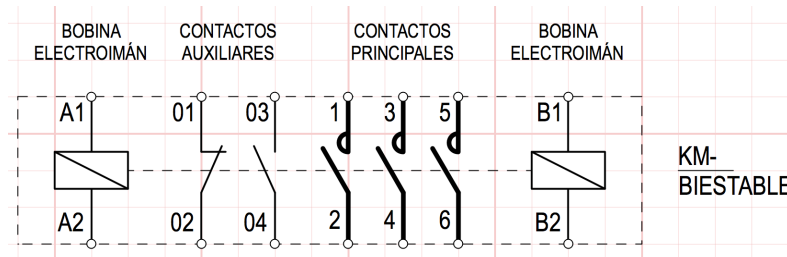 BOBINA
ELECTROIMÁN
CONTACTOS
AUXILIARES
CONTACTOS
PRINCIPALES
BOBINA
ELECTROIMÁN
A1 01 03 1 3 5 B1
KM-
BIESTABLE
A2 02 04 2 4 6 B2